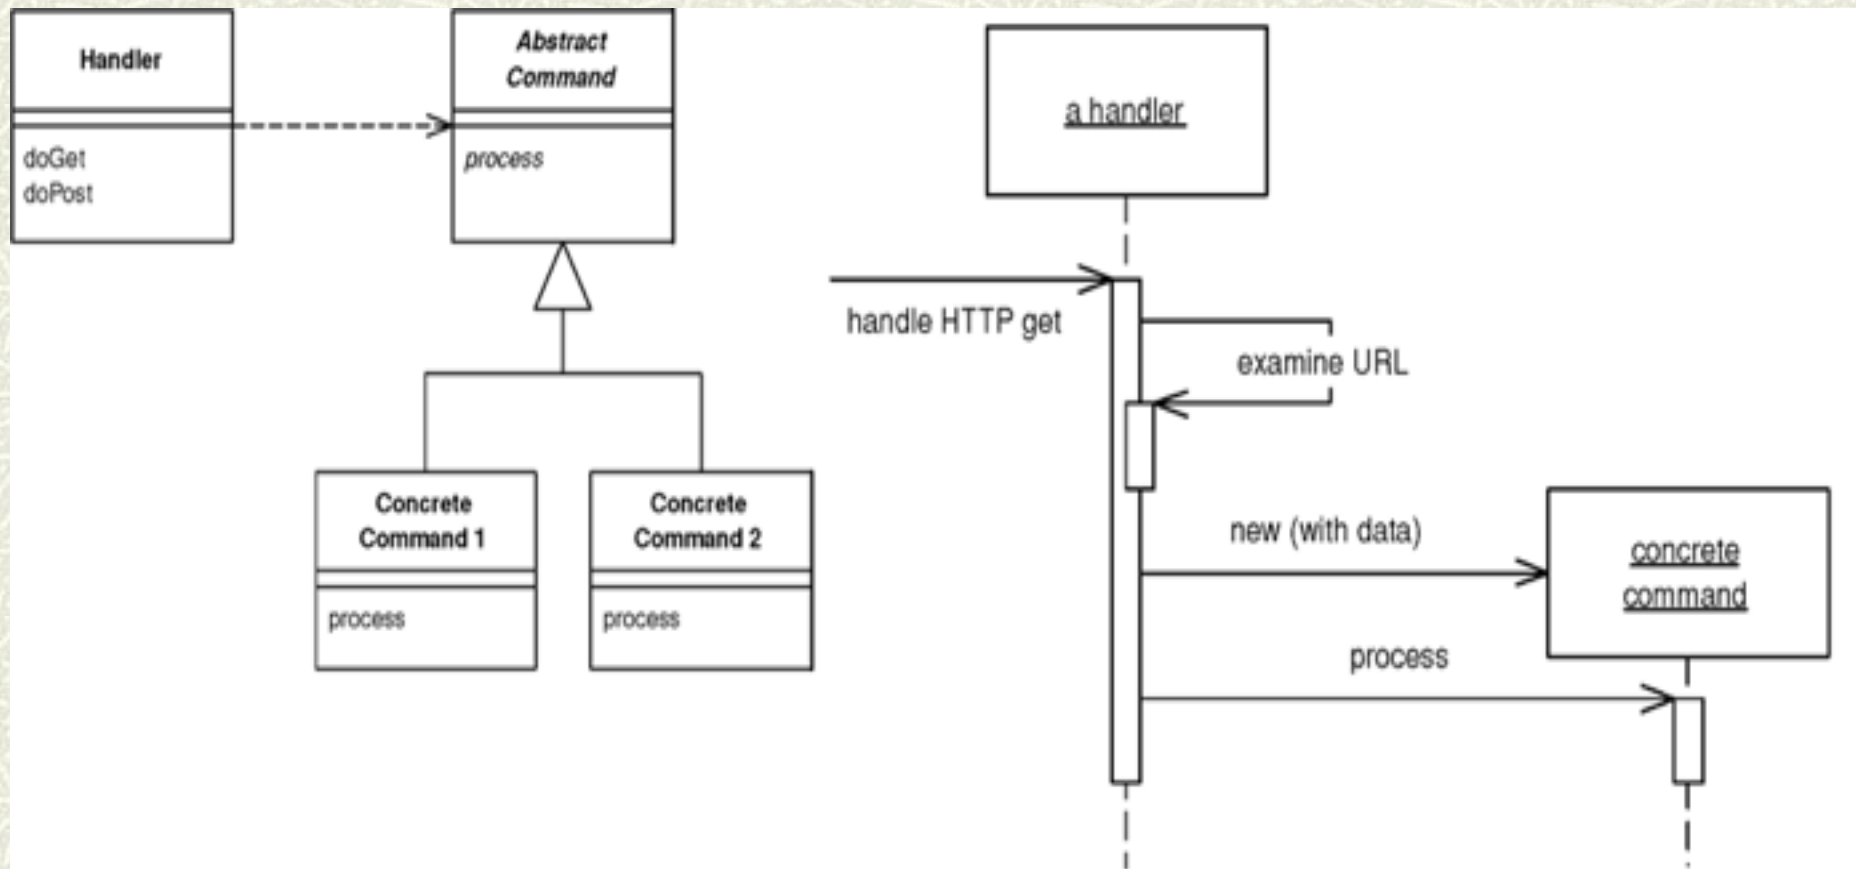 Handler
doGet
doPost
Abstract
Command
process
Concrete
Command 1
process
Concrete
Command 2
process
a handler
handle HTTP get
examine URL
new (with data)
concrete
command
process